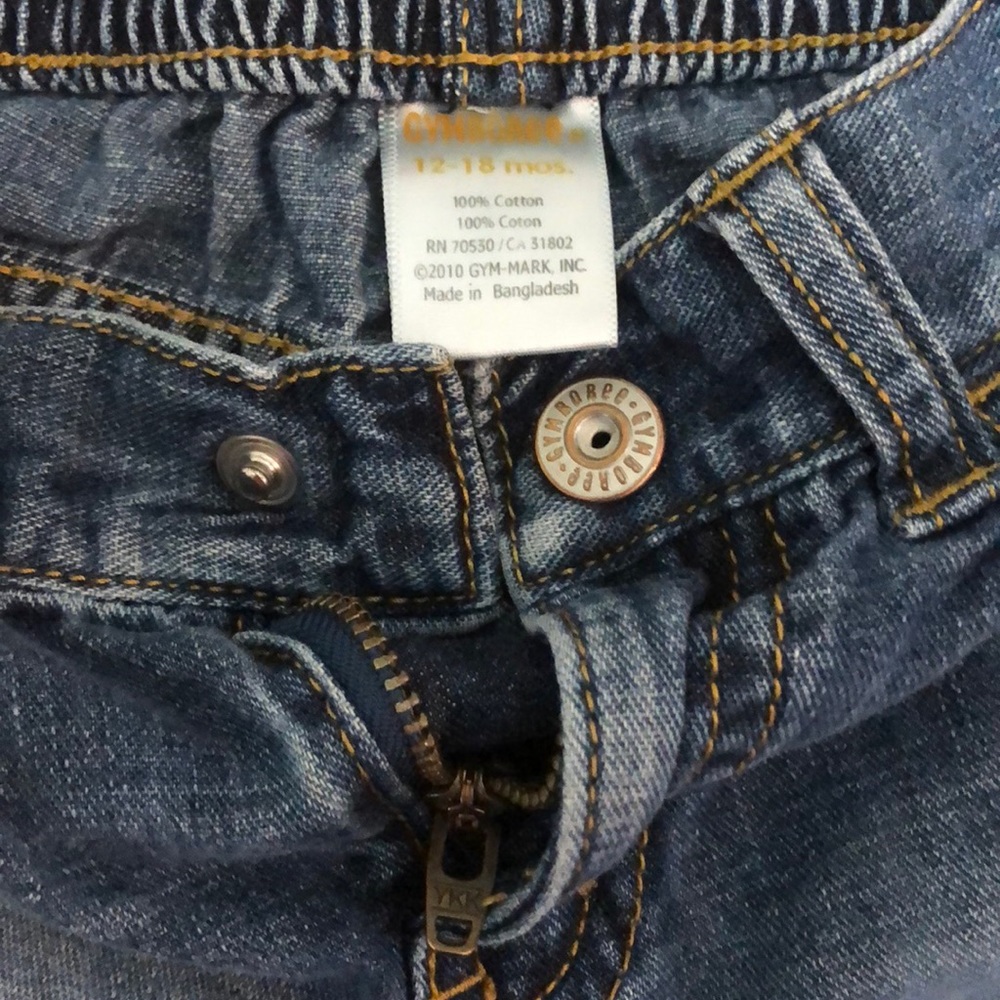 GYMBOREE
12-18 mos.
100% Cotton
100% Coton
RN 70530 / CA 31802
©2010 GYM-MARK, INC.
Made in Bangladesh
GYMBOREE • GYMBOREE •
YKK